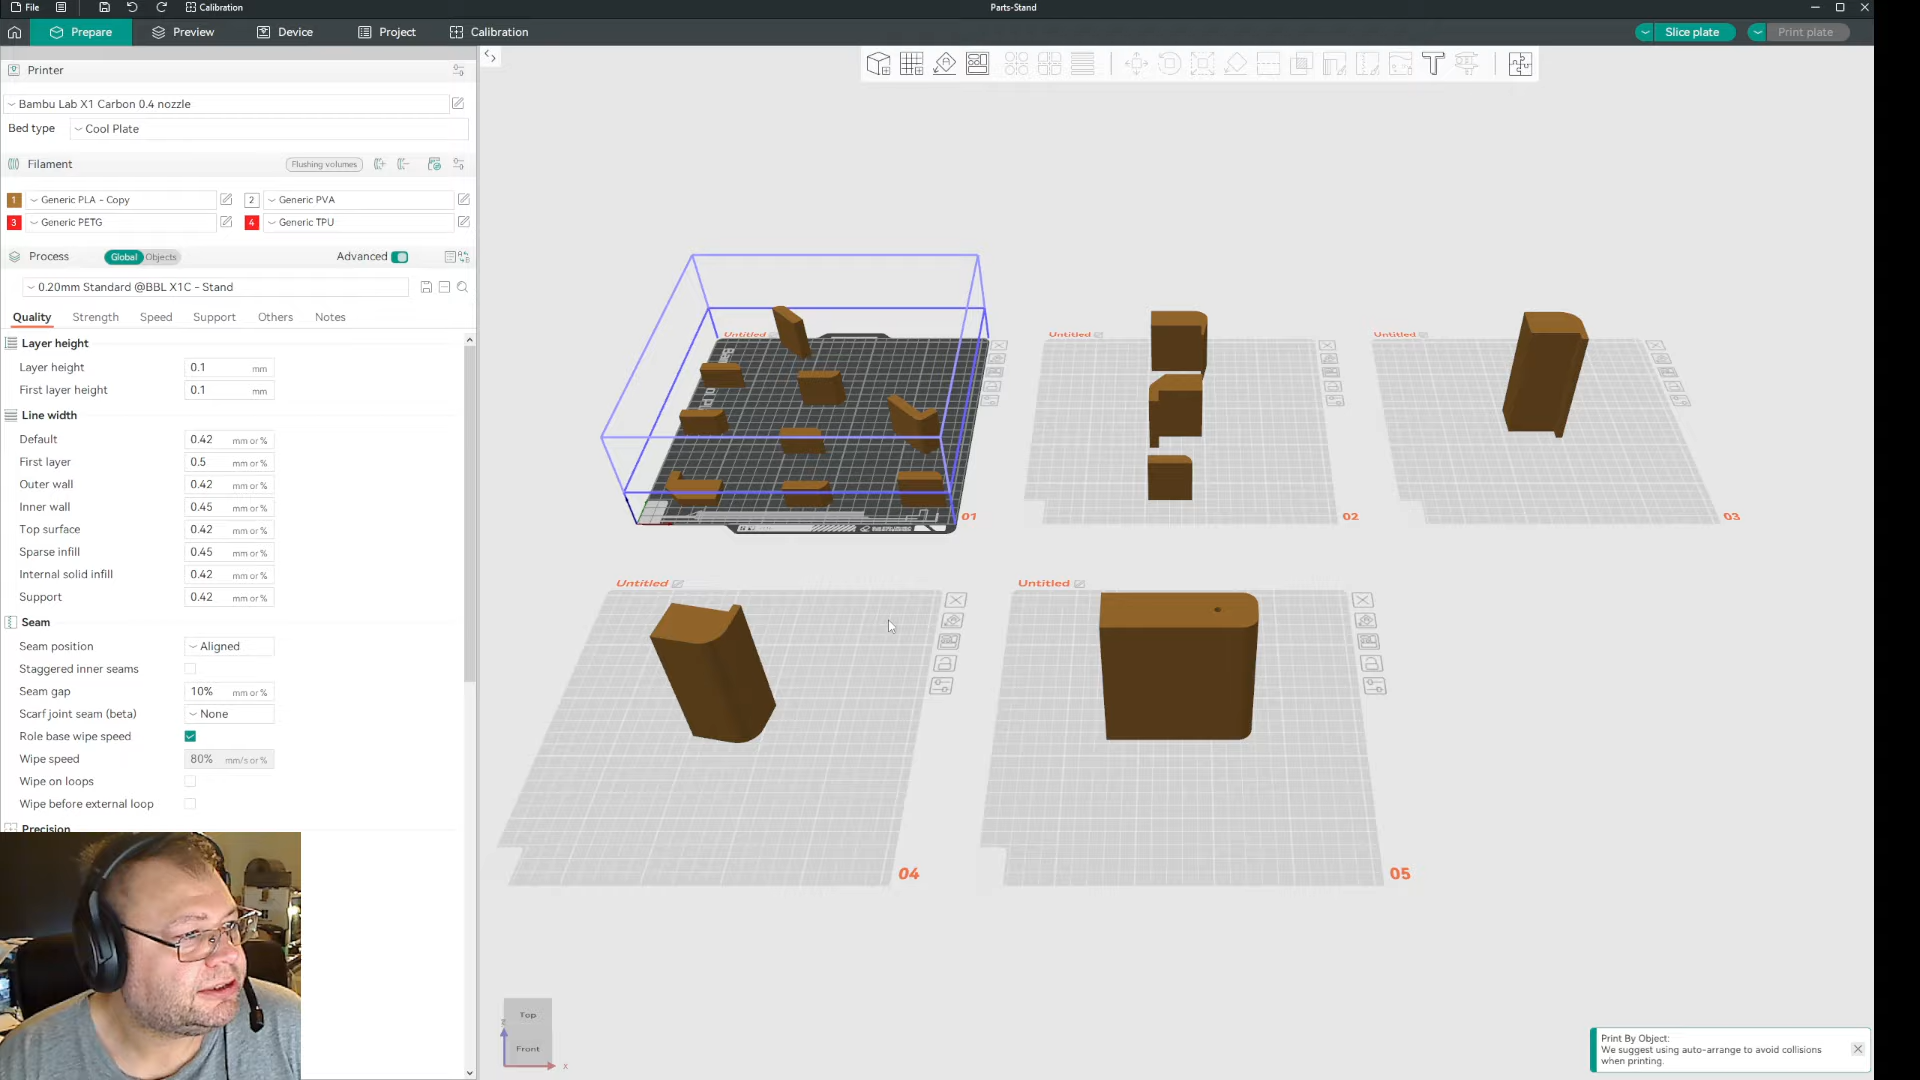 File
Calibration
Parts-Stand
Prepare
Preview
Device
Project
Calibration
Slice plate
Print plate
Printer
Bambu Lab X1 Carbon 0.4 nozzle
Bed type
Cool Plate
Filament
Flushing volumes
1 Generic PLA - Copy
2 Generic PVA
3 Generic PETG
4 Generic TPU
Process
Global
Objects
Advanced
0.20mm Standard @BBL X1C - Stand
Quality
Strength
Speed
Support
Others
Notes
Layer height
Layer height 0.1 mm
First layer height 0.1 mm
Line width
Default 0.42 mm or %
First layer 0.5 mm or %
Outer wall 0.42 mm or %
Inner wall 0.45 mm or %
Top surface 0.42 mm or %
Sparse infill 0.45 mm or %
Internal solid infill 0.42 mm or %
Support 0.42 mm or %
Seam
Seam position Aligned
Staggered inner seams
Seam gap 10% mm or %
Scarf joint seam (beta) None
Role base wipe speed
Wipe speed 80% mm/s or %
Wipe on loops
Wipe before external loop
Precision
Untitled
01
Untitled
02
Untitled
03
Untitled
04
Untitled
05
Top
Front
z
x
Print By Object:
We suggest using auto-arrange to avoid collisions
when printing.